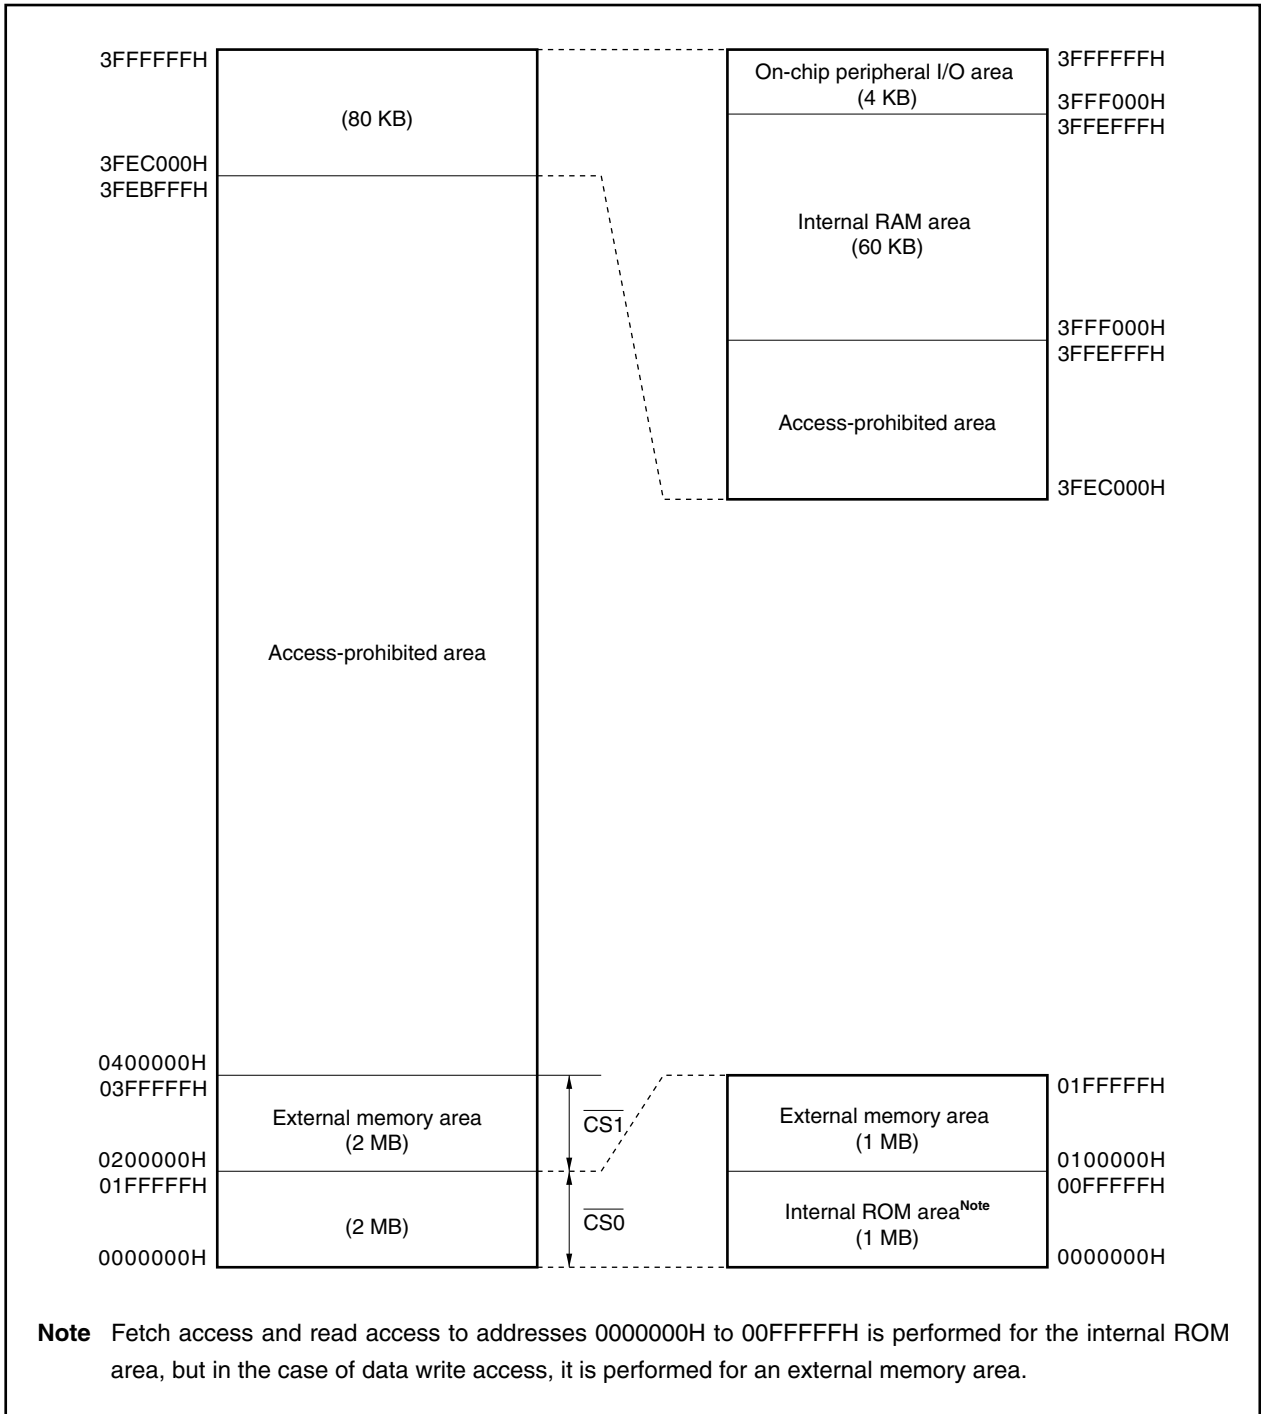 3FFFFFFH
(80 KB)
3FEC000H
3FEBFFFH
Access-prohibited area
0400000H
03FFFFFH
External memory area
(2 MB)
CS1
0200000H
01FFFFFH
(2 MB)
CS0
0000000H
On-chip peripheral I/O area
(4 KB)
3FFFFFFH
3FFF000H
3FFEFFFH
Internal RAM area
(60 KB)
3FFF000H
3FFEFFFH
Access-prohibited area
3FEC000H
01FFFFFH
External memory area
(1 MB)
0100000H
00FFFFFH
Internal ROM areaNote
(1 MB)
0000000H
Note Fetch access and read access to addresses 0000000H to 00FFFFFH is performed for the internal ROM
area, but in the case of data write access, it is performed for an external memory area.